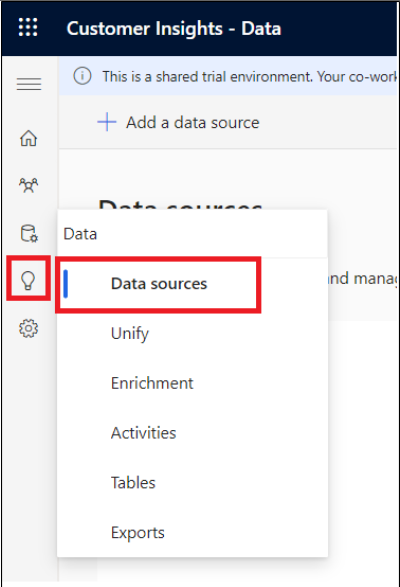 Customer Insights - Data
This is a shared trial environment. Your co-work
Add a data source
Data sources
Data
Data sources
and manag
Unify
Enrichment
Activities
Tables
Exports